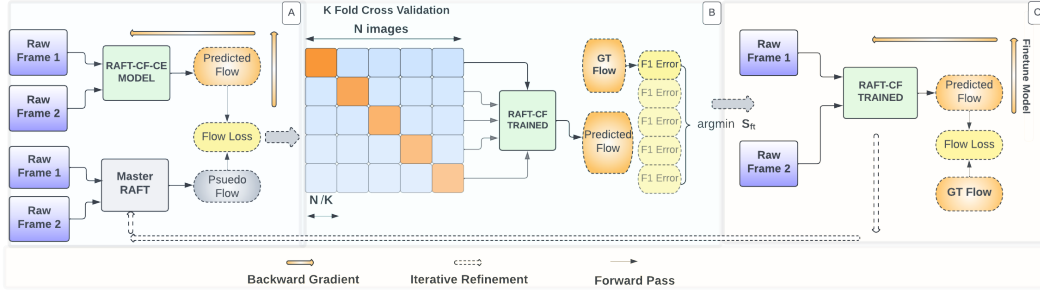 A
Raw
Frame 1
Raw
Frame 2
RAFT-CF-CE
MODEL
Predicted
Flow
Flow Loss
Raw
Frame 1
Raw
Frame 2
Master
RAFT
Psuedo
Flow
K Fold Cross Validation
B
N images
N/K
RAFT-CF
TRAINED
GT
Flow
Predicted
Flow
F1 Error
F1 Error
F1 Error
F1 Error
F1 Error
argmin Sft
C
Raw
Frame 1
Raw
Frame 2
RAFT-CF
TRAINED
Predicted
Flow
Flow Loss
GT Flow
Finetune Model
Backward Gradient
Iterative Refinement
Forward Pass